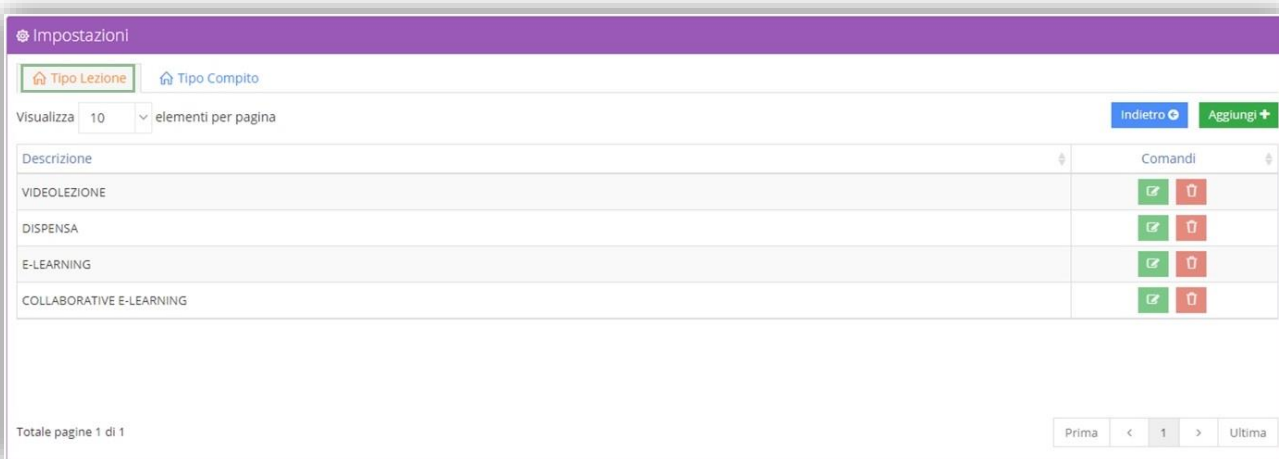 Impostazioni
Tipo Lezione Tipo Compito
Visualizza 10 elementi per pagina Indietro Aggiungi
Descrizione Comandi
VIDEOLEZIONE
DISPENSA
E-LEARNING
COLLABORATIVE E-LEARNING
Totale pagine 1 di 1 Prima < 1 > Ultima